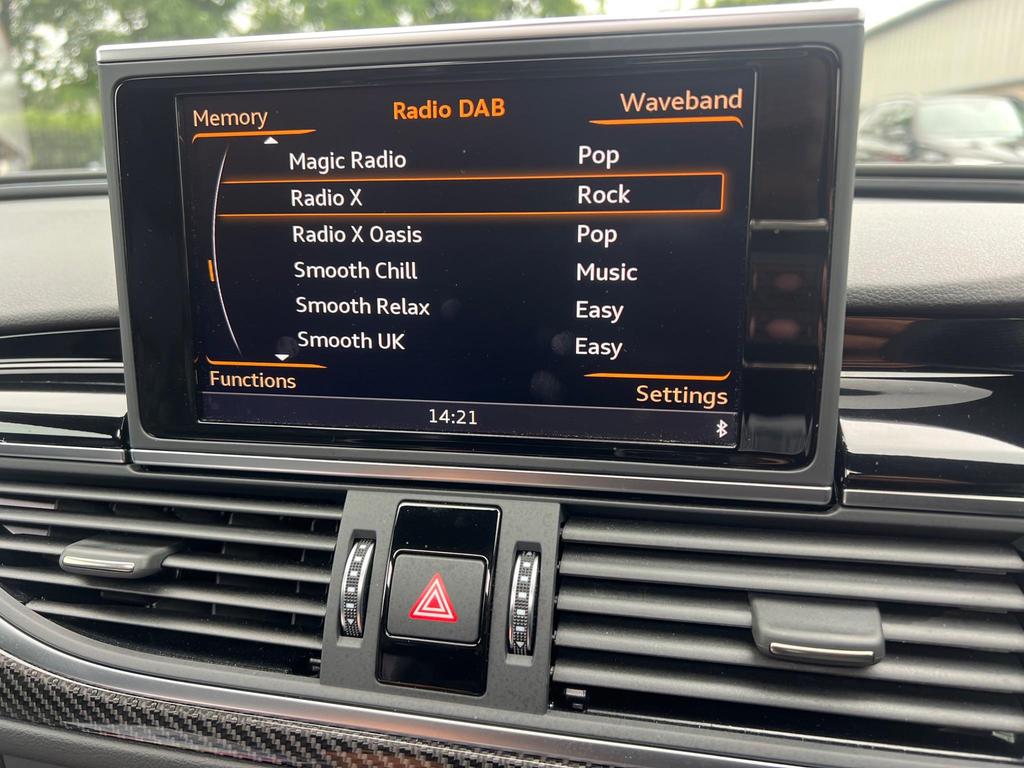 Memory Radio DAB Waveband
Magic Radio Pop
Radio X Rock
Radio X Oasis Pop
Smooth Chill Music
Smooth Relax Easy
Smooth UK Easy
Functions Settings
14:21